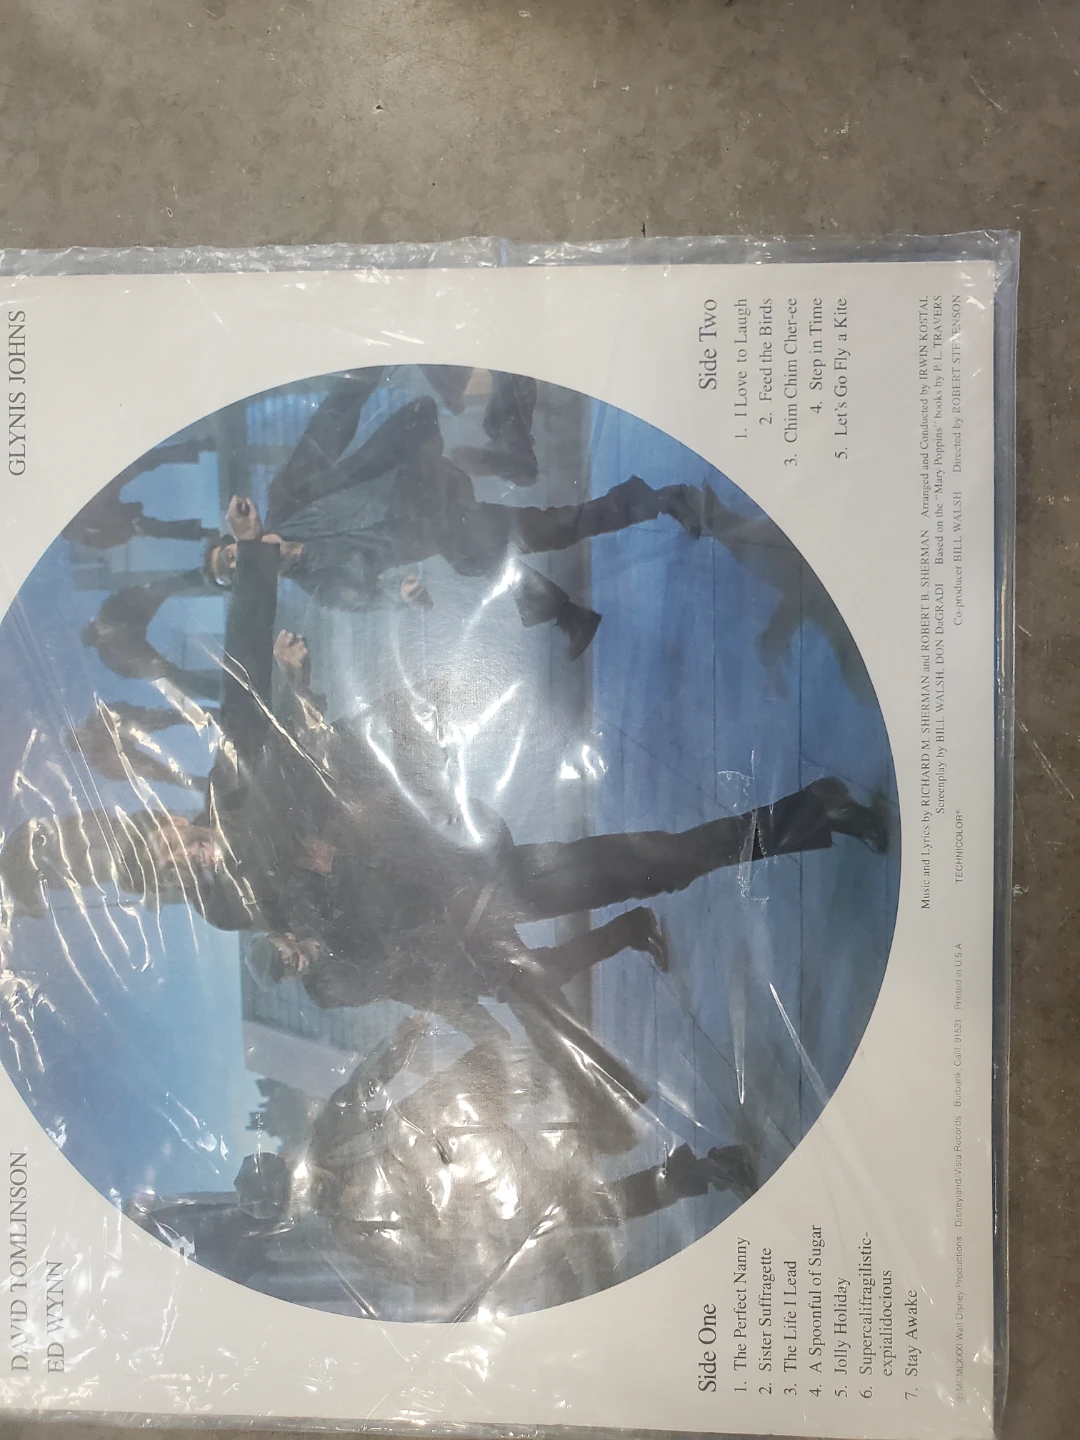 DAVID TOMLINSON
GLYNIS JOHNS
ED WYNN
Side One
1. The Perfect Nanny
2. Sister Suffragette
3. The Life I Lead
4. A Spoonful of Sugar
5. Jolly Holiday
6. Supercalifragilistic-
expialidocious
7. Stay Awake
Side Two
1. I Love to Laugh
2. Feed the Birds
3. Chim Chim Cher-ee
4. Step in Time
5. Let's Go Fly a Kite
Music and Lyrics by RICHARD M. SHERMAN and ROBERT B. SHERMAN Arranged and Conducted by IRWIN KOSTAL
Screenplay by BILL WALSH, DON DaGRADI Based on the "Mary Poppins" books by P. L. TRAVERS
Co-producer BILL WALSH Directed by ROBERT STEVENSON
© MCMLXXXI Walt Disney Productions Disneyland/Vista Records Burbank, Calif. 91521 Printed in U.S.A. TECHNICOLOR®